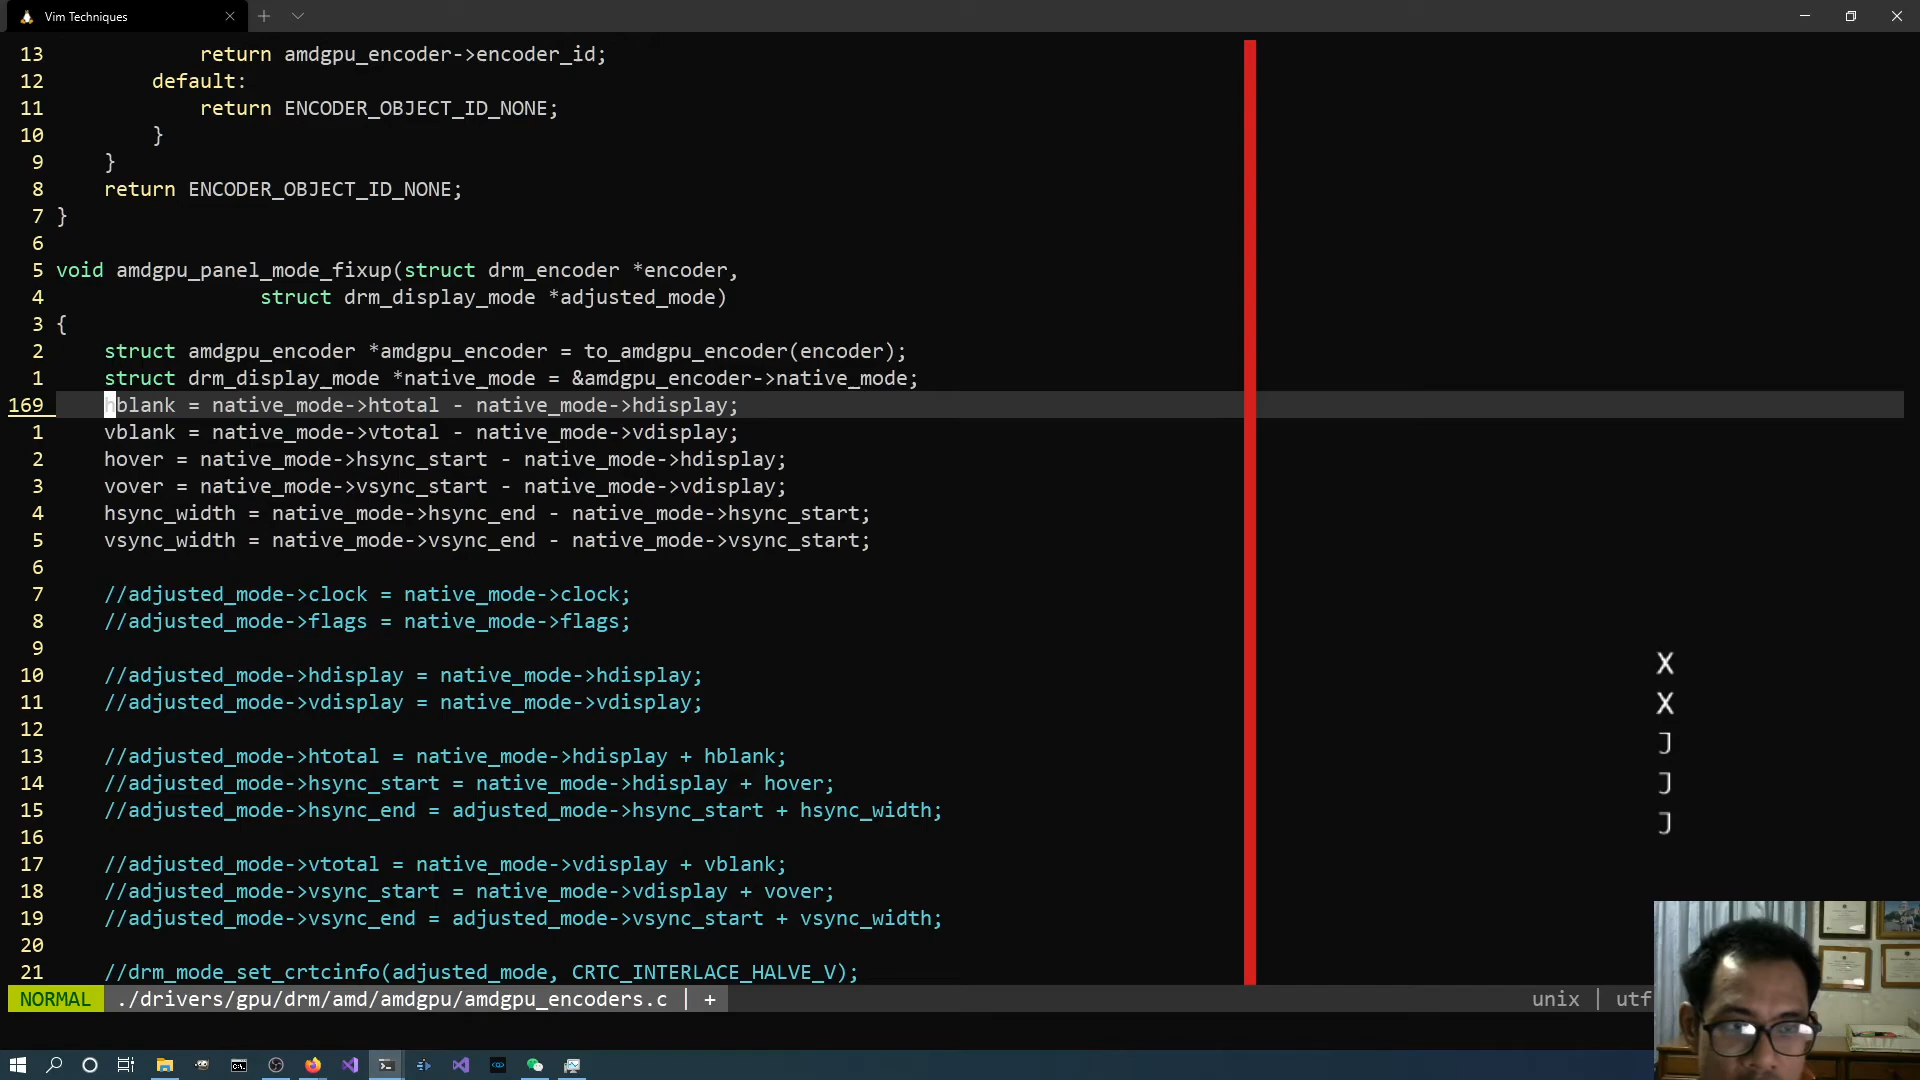 Vim Techniques
13 return amdgpu_encoder->encoder_id;
12 default:
11 return ENCODER_OBJECT_ID_NONE;
10 }
9 }
8 return ENCODER_OBJECT_ID_NONE;
7 }
6
5 void amdgpu_panel_mode_fixup(struct drm_encoder *encoder,
4 struct drm_display_mode *adjusted_mode)
3 {
2 struct amdgpu_encoder *amdgpu_encoder = to_amdgpu_encoder(encoder);
1 struct drm_display_mode *native_mode = &amdgpu_encoder->native_mode;
169 hblank = native_mode->htotal - native_mode->hdisplay;
1 vblank = native_mode->vtotal - native_mode->vdisplay;
2 hover = native_mode->hsync_start - native_mode->hdisplay;
3 vover = native_mode->vsync_start - native_mode->vdisplay;
4 hsync_width = native_mode->hsync_end - native_mode->hsync_start;
5 vsync_width = native_mode->vsync_end - native_mode->vsync_start;
6
7 //adjusted_mode->clock = native_mode->clock;
8 //adjusted_mode->flags = native_mode->flags;
9
10 //adjusted_mode->hdisplay = native_mode->hdisplay;
11 //adjusted_mode->vdisplay = native_mode->vdisplay;
12
13 //adjusted_mode->htotal = native_mode->hdisplay + hblank;
14 //adjusted_mode->hsync_start = native_mode->hdisplay + hover;
15 //adjusted_mode->hsync_end = adjusted_mode->hsync_start + hsync_width;
16
17 //adjusted_mode->vtotal = native_mode->vdisplay + vblank;
18 //adjusted_mode->vsync_start = native_mode->vdisplay + vover;
19 //adjusted_mode->vsync_end = adjusted_mode->vsync_start + vsync_width;
20
21 //drm_mode_set_crtcinfo(adjusted_mode, CRTC_INTERLACE_HALVE_V);
X
X
J
J
J
NORMAL ./drivers/gpu/drm/amd/amdgpu/amdgpu_encoders.c | + unix | utf